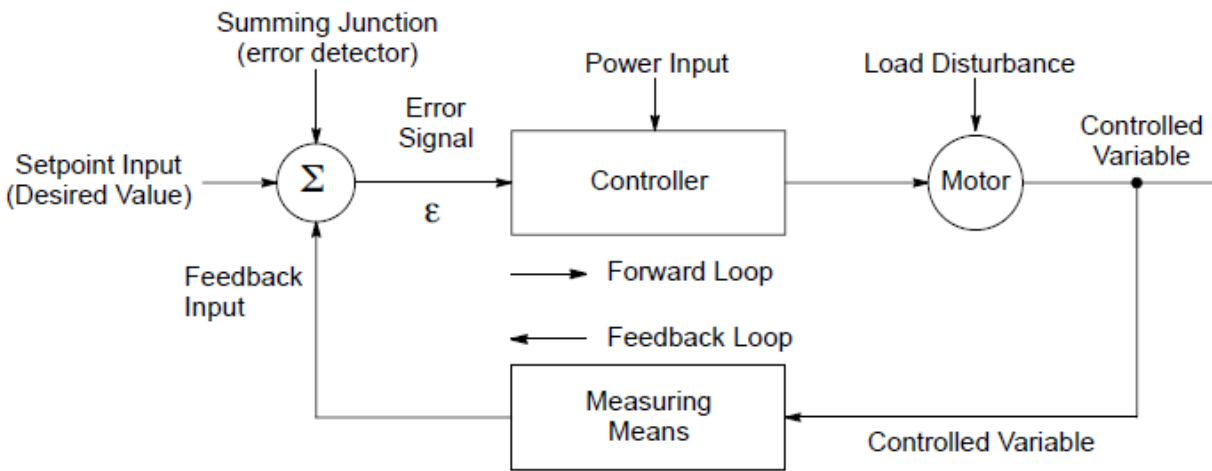 Summing Junction
(error detector)
Power Input
Load Disturbance
Error
Signal
Controlled
Variable
Setpoint Input
(Desired Value)
Σ
Controller
Motor
ε
Feedback
Input
Forward Loop
Feedback Loop
Measuring
Means
Controlled Variable